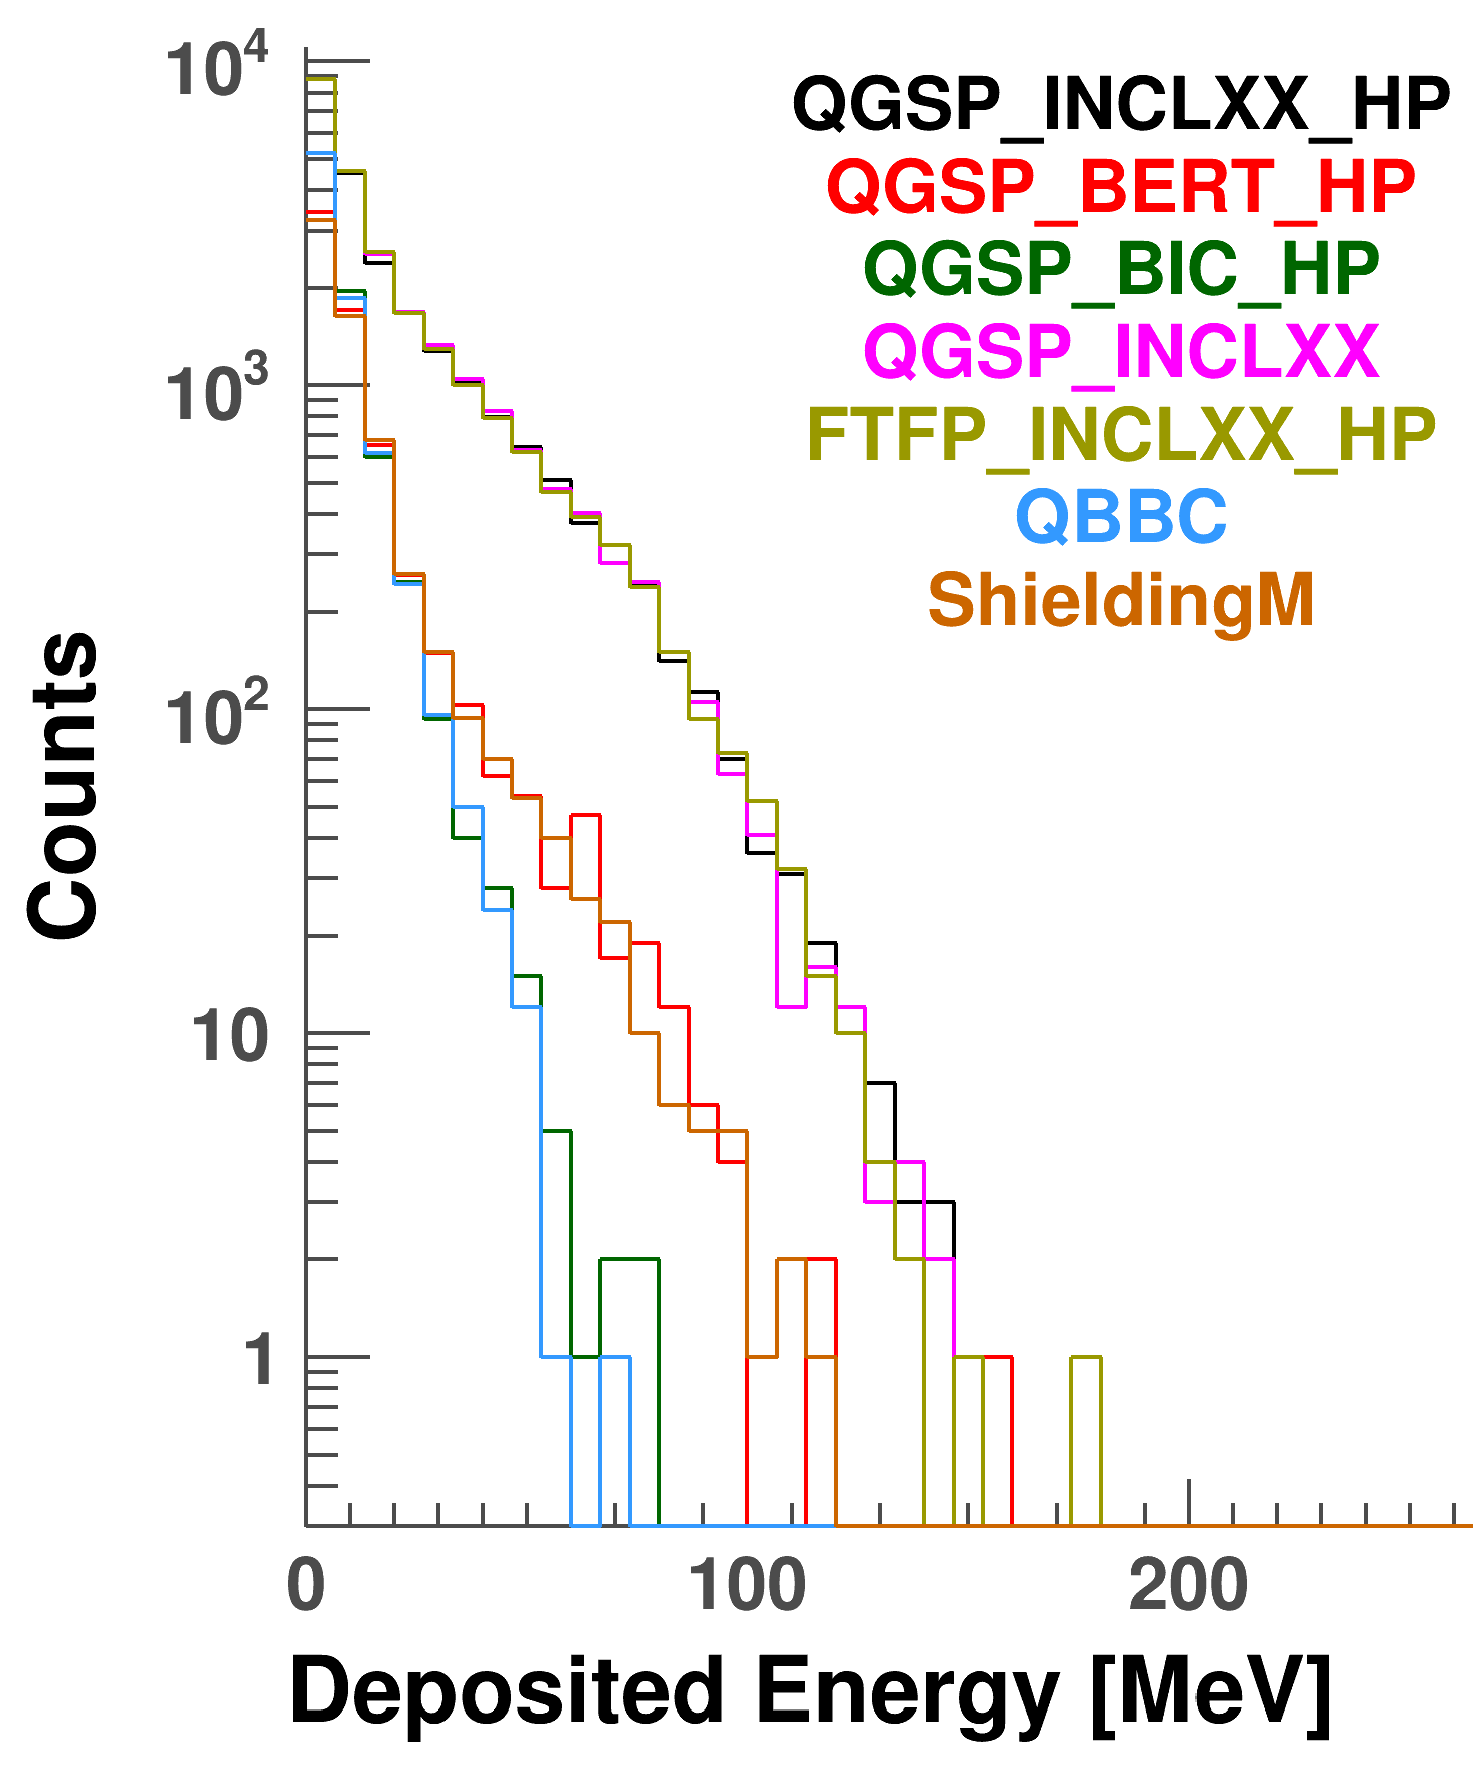 10^4
QGSP_INCLXX_HP
QGSP_BERT_HP
QGSP_BIC_HP
QGSP_INCLXX
10^3
FTFP_INCLXX_HP
QBBC
ShieldingM
10^2
Counts
10
1
0 100 200
Deposited Energy [MeV]